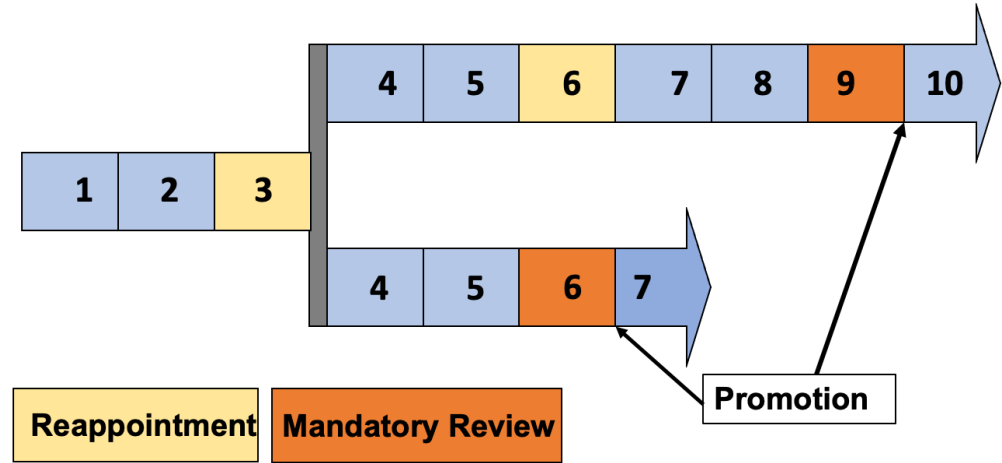 4 5 6 7 8 9 10
1 2 3
4 5 6 7
Promotion
Reappointment
Mandatory Review